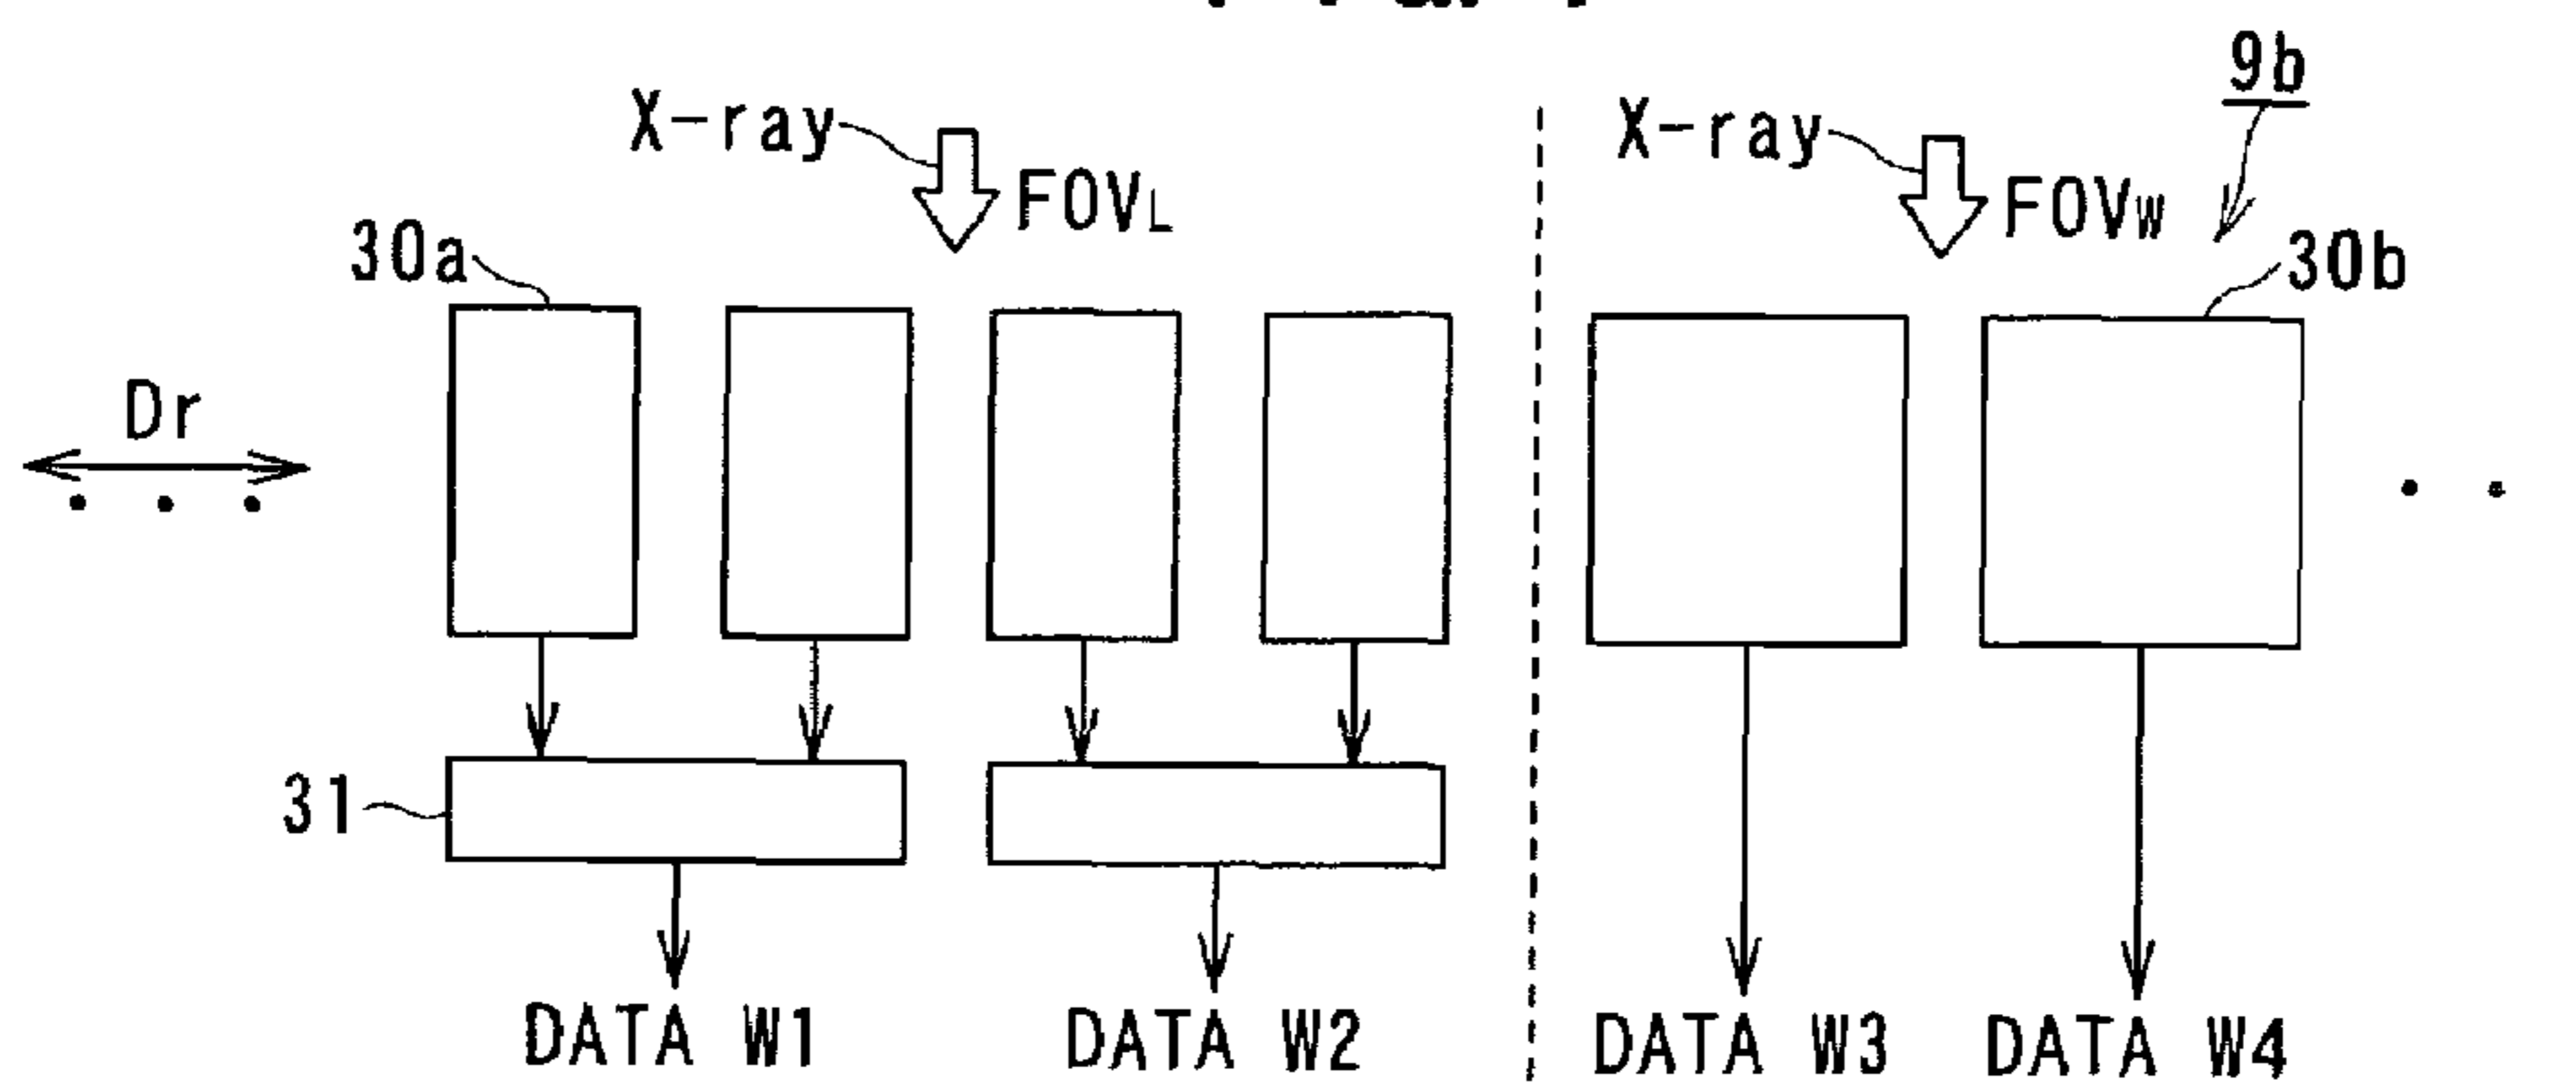 9b
X-ray
X-ray
FOVL
FOVW
30a
30b
Dr
31
DATA W1
DATA W2
DATA W3
DATA W4